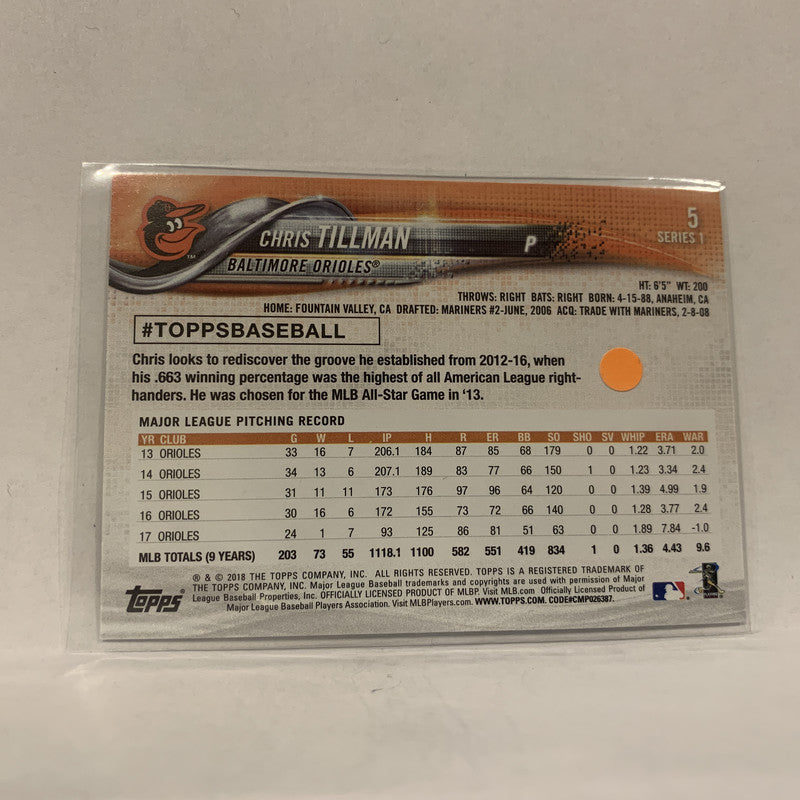 CHRIS TILLMAN
P
5
SERIES 1
BALTIMORE ORIOLES®
HT: 6'5" WT: 200
THROWS: RIGHT BATS: RIGHT BORN: 4-15-88, ANAHEIM, CA
HOME: FOUNTAIN VALLEY, CA DRAFTED: MARINERS #2-JUNE, 2006 ACQ: TRADE WITH MARINERS, 2-8-08
#TOPPSBASEBALL
Chris looks to rediscover the groove he established from 2012-16, when
his .663 winning percentage was the highest of all American League right-
handers. He was chosen for the MLB All-Star Game in '13.
MAJOR LEAGUE PITCHING RECORD
YR CLUB G W L IP H R ER BB SO SHO SV WHIP ERA WAR
13 ORIOLES 33 16 7 206.1 184 87 85 68 179 0 0 1.22 3.71 2.0
14 ORIOLES 34 13 6 207.1 189 83 77 66 150 1 0 1.23 3.34 2.4
15 ORIOLES 31 11 11 173 176 97 96 64 120 0 0 1.39 4.99 1.9
16 ORIOLES 30 16 6 172 155 73 72 66 140 0 0 1.28 3.77 2.4
17 ORIOLES 24 1 7 93 125 86 81 51 63 0 0 1.89 7.84 -1.0
MLB TOTALS (9 YEARS) 203 73 55 1118.1 1100 582 551 419 834 1 0 1.36 4.43 9.6
® & © 2018 THE TOPPS COMPANY, INC. ALL RIGHTS RESERVED. TOPPS IS A REGISTERED TRADEMARK OF
THE TOPPS COMPANY, INC. Major League Baseball trademarks and copyrights are used with permission of Major
League Baseball Properties, Inc. OFFICIALLY LICENSED PRODUCT OF MLBP. Visit MLB.com. Officially Licensed Product of
Major League Baseball Players Association. Visit MLBPlayers.com. WWW.TOPPS.COM. CODE#CMP026387.
Topps®